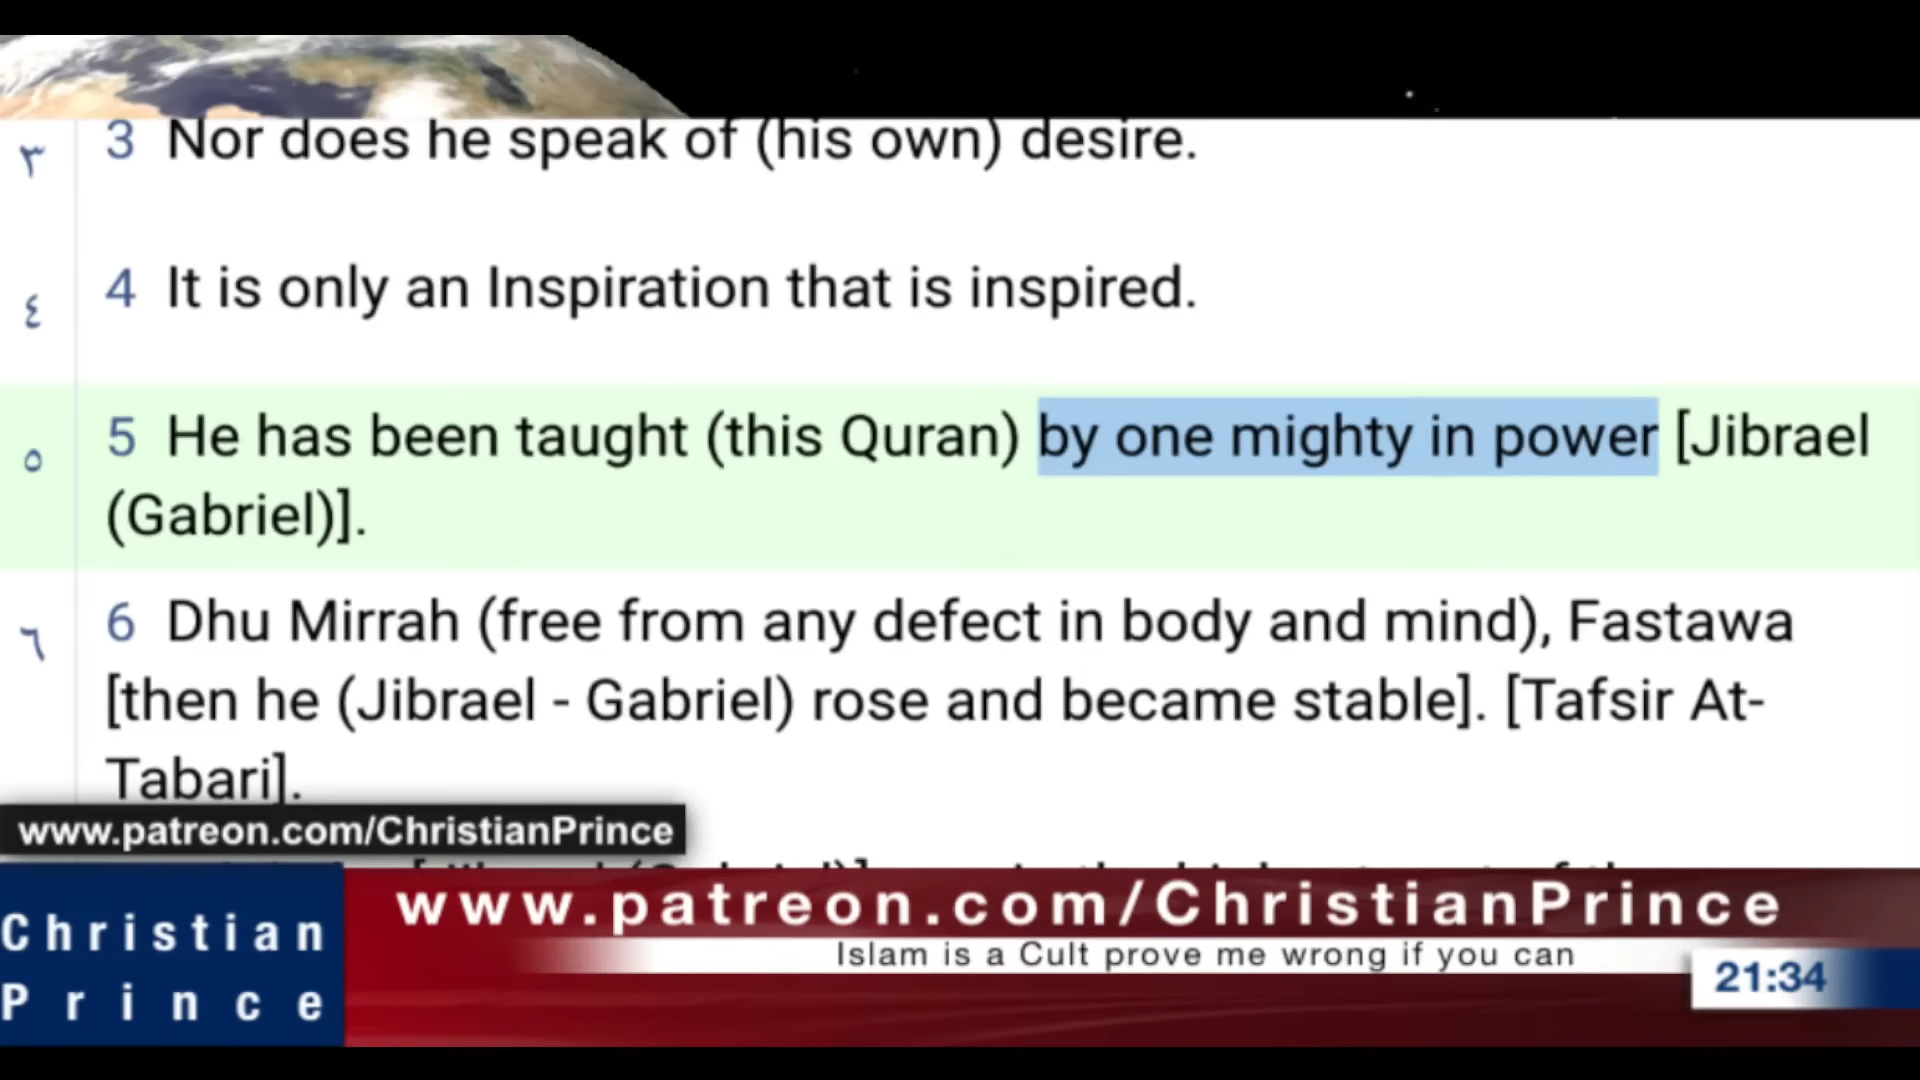 ٣ 3 Nor does he speak of (his own) desire.
٤ 4 It is only an Inspiration that is inspired.
٥ 5 He has been taught (this Quran) by one mighty in power [Jibrael
(Gabriel)].
٦ 6 Dhu Mirrah (free from any defect in body and mind), Fastawa
[then he (Jibrael - Gabriel) rose and became stable]. [Tafsir At-
Tabari].
www.patreon.com/ChristianPrince
www.patreon.com/ChristianPrince
Islam is a Cult prove me wrong if you can
Christian
Prince
21:34